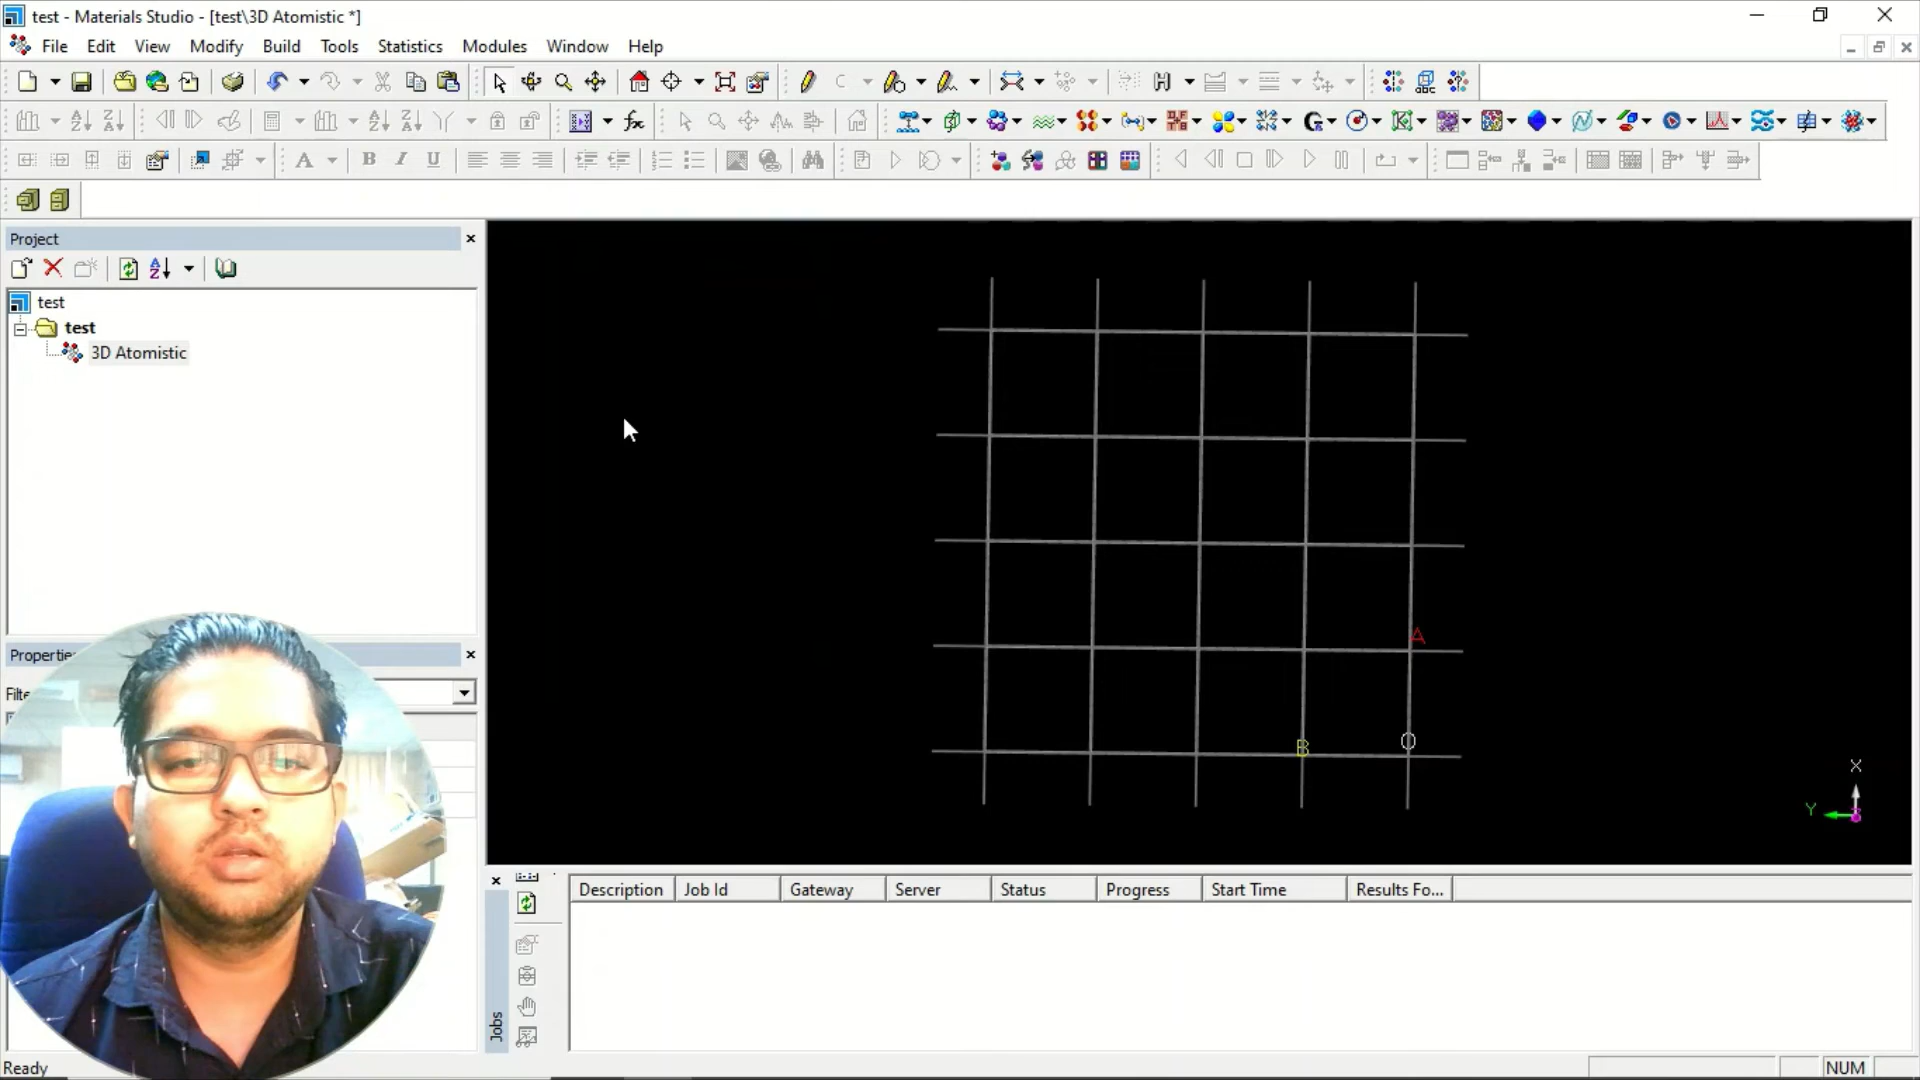 test - Materials Studio - [test\3D Atomistic *]
File Edit View Modify Build Tools Statistics Modules Window Help
Project
test
test
3D Atomistic
A
B
O
X
Y
Description Job Id Gateway Server Status Progress Start Time Results Fo...
Jobs
Ready
NUM